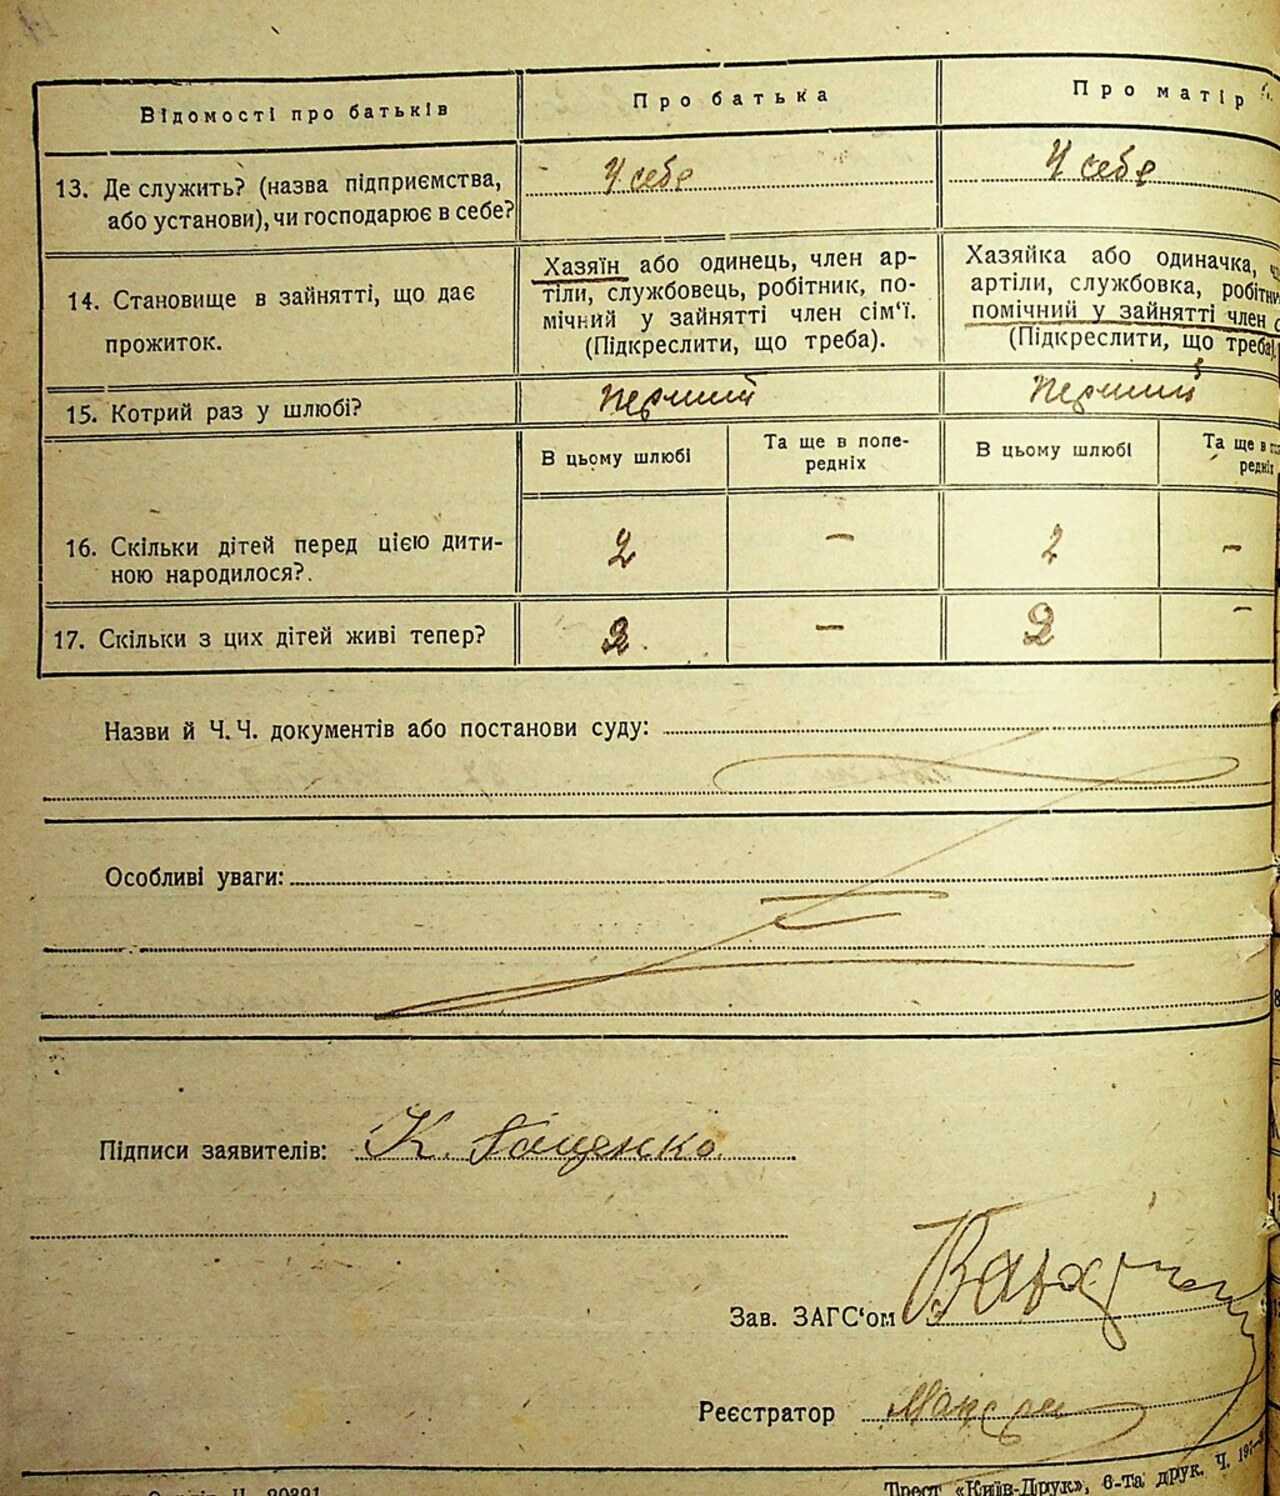 Відомості про батьків
Про батька
Про матір
13. Де служить? (назва підприємства,
або установи), чи господарює в себе?
У себе
У себе
14. Становище в зайнятті, що дає
прожиток.
Хазяїн або одинець, член ар-
тіли, службовець, робітник, по-
мічний у зайнятті член сім'ї.
(Підкреслити, що треба).
Хазяйка або одиначка,
артіли, службовка, робітни
помічний у зайнятті член с
(Підкреслити, що треба)
15. Котрий раз у шлюбі?
перший
перший
В цьому шлюбі
Та ще в попе-
редніх
В цьому шлюбі
Та ще в
редніх
16. Скільки дітей перед цією дити-
ною народилося?.
2
–
2
–
17. Скільки з цих дітей живі тепер?
2
–
2
–
Назви й Ч.Ч. документів або постанови суду:
Особливі уваги:
Підписи заявителів: К. Гащенко
Зав. ЗАГС'ом
Реєстратор
Трест «Київ-Друк», 6-та друк. Ч.